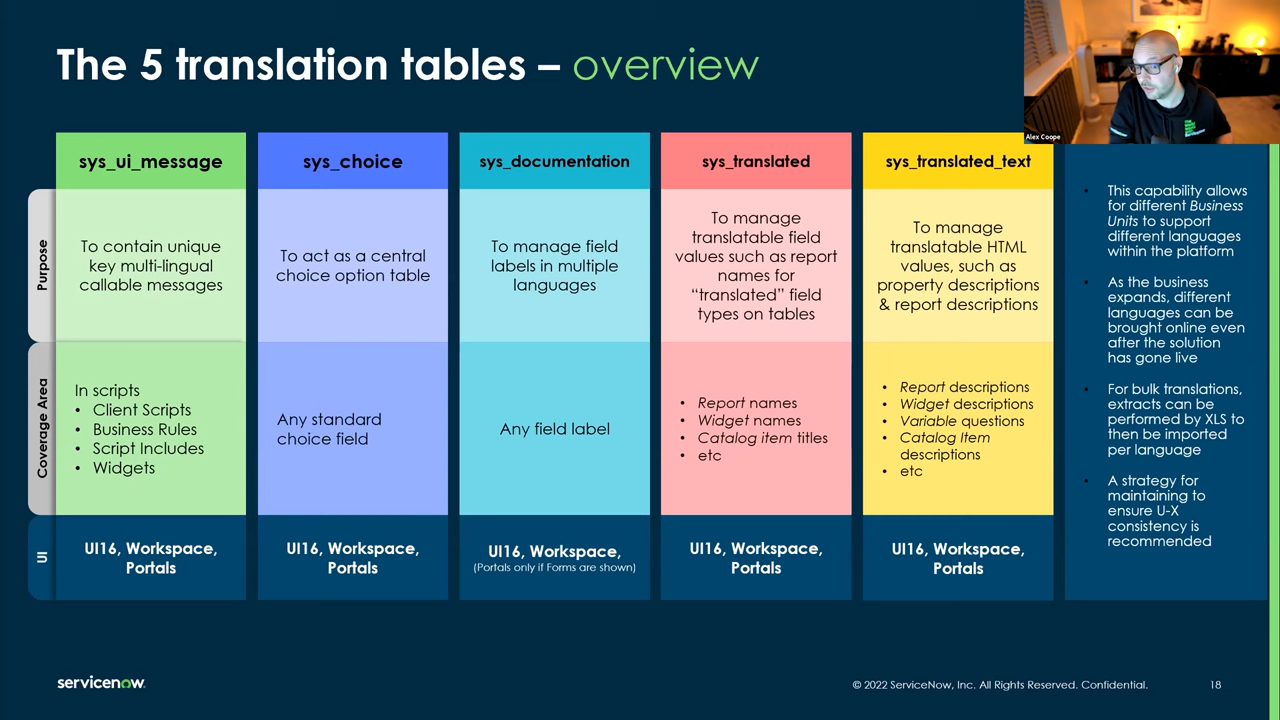 The 5 translation tables – overview
Alex Coope
sys_ui_message
sys_choice
sys_documentation
sys_translated
sys_translated_text
Purpose
To contain unique
key multi-lingual
callable messages
To act as a central
choice option table
To manage field
labels in multiple
languages
To manage
translatable field
values such as report
names for
“translated” field
types on tables
To manage
translatable HTML
values, such as
property descriptions
& report descriptions
Coverage Area
In scripts
• Client Scripts
• Business Rules
• Script Includes
• Widgets
Any standard
choice field
Any field label
• Report names
• Widget names
• Catalog item titles
• etc
• Report descriptions
• Widget descriptions
• Variable questions
• Catalog Item
descriptions
• etc
UI
UI16, Workspace,
Portals
UI16, Workspace,
Portals
UI16, Workspace,
(Portals only if Forms are shown)
UI16, Workspace,
Portals
UI16, Workspace,
Portals
• This capability allows
for different Business
Units to support
different languages
within the platform
• As the business
expands, different
languages can be
brought online even
after the solution
has gone live
• For bulk translations,
extracts can be
performed by XLS to
then be imported
per language
• A strategy for
maintaining to
ensure U-X
consistency is
recommended
servicenow
© 2022 ServiceNow, Inc. All Rights Reserved. Confidential.
18